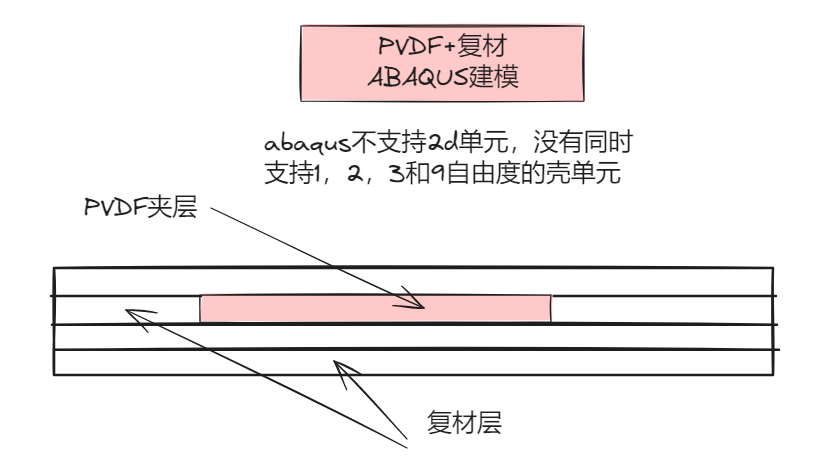 PVDF+复材
ABAQUS建模
abaqus不支持2d单元，没有同时
支持1，2，3和9自由度的壳单元
PVDF夹层
复材层